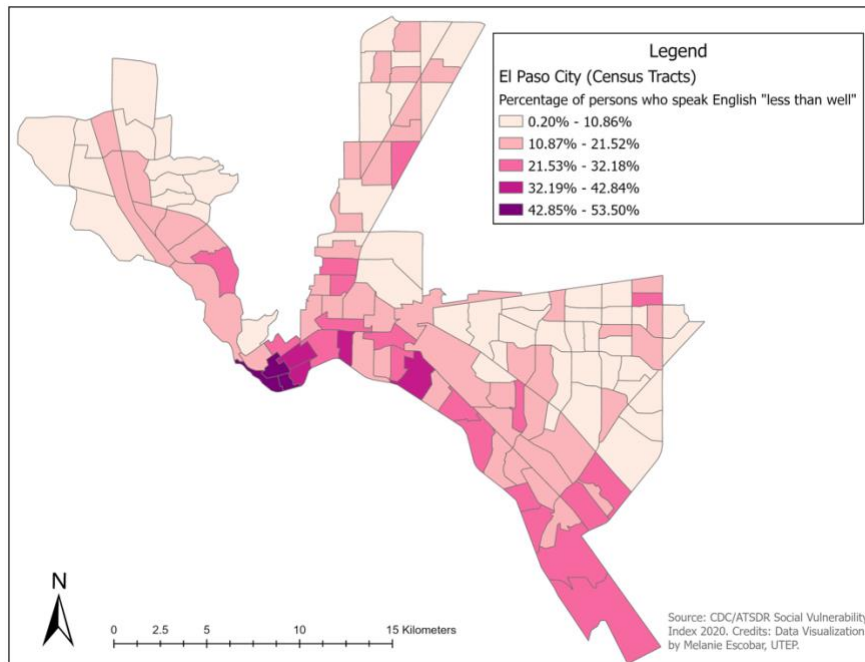 Legend
El Paso City (Census Tracts)
Percentage of persons who speak English "less than well"
0.20% - 10.86%
10.87% - 21.52%
21.53% - 32.18%
32.19% - 42.84%
42.85% - 53.50%
N
0 2.5 5 10 15 Kilometers
Source: CDC/ATSDR Social Vulnerability
Index 2020. Credits: Data Visualization
by Melanie Escobar, UTEP.